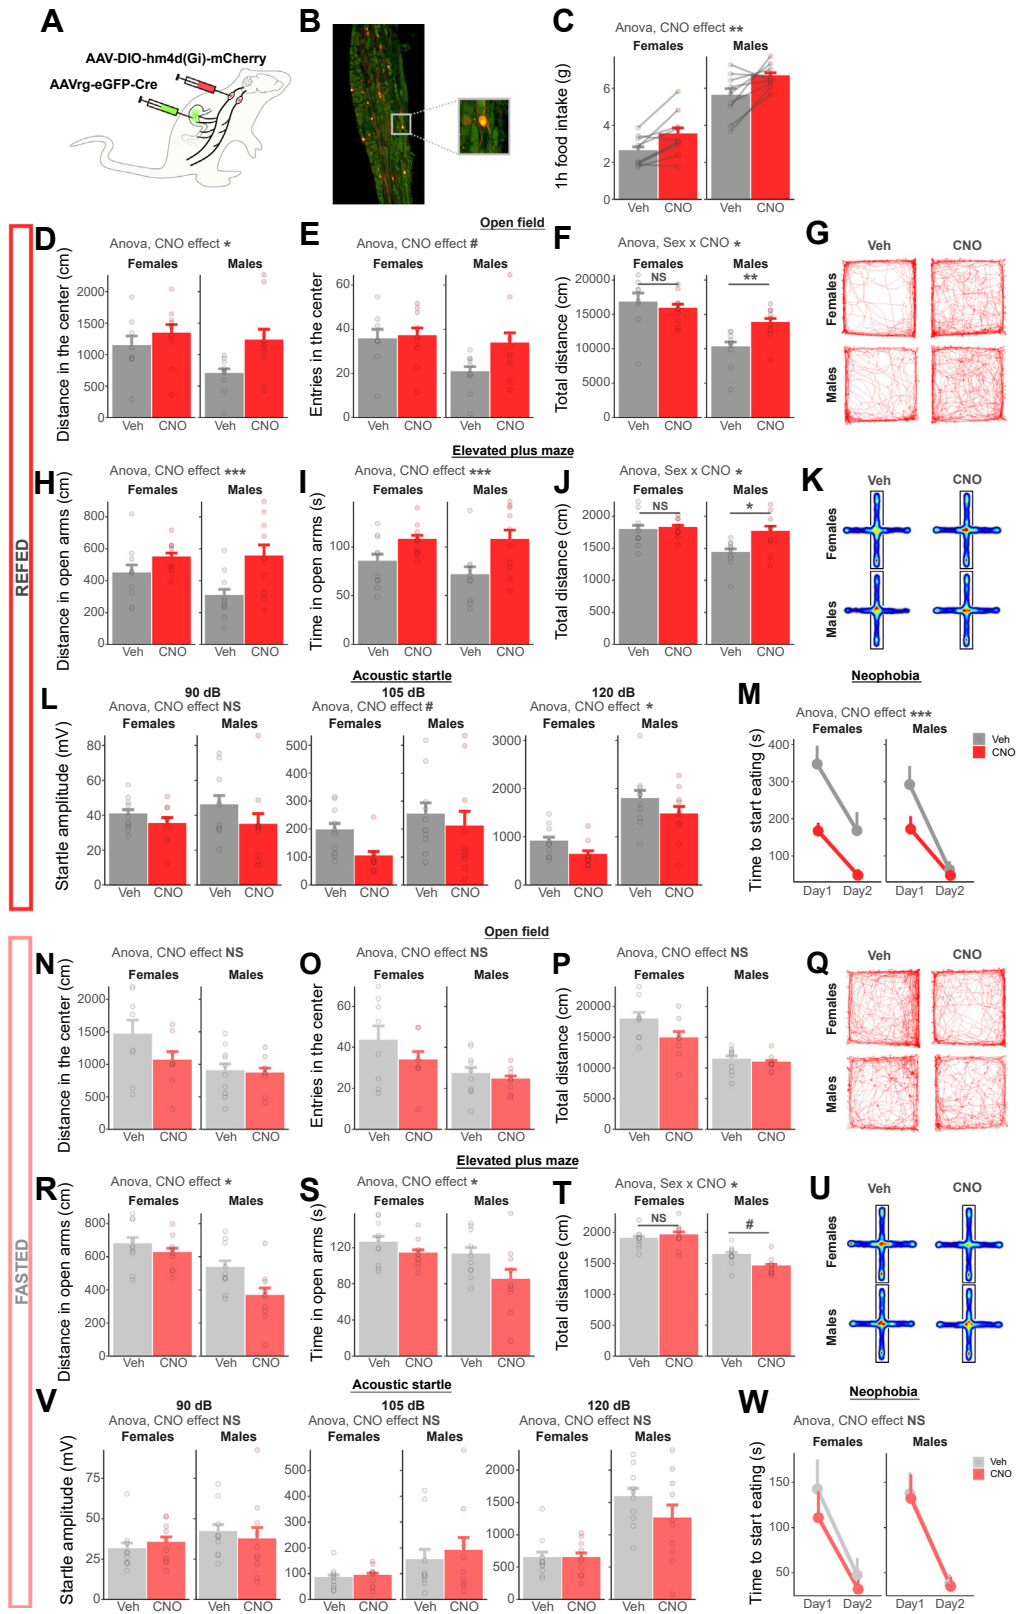 A
AAV-DIO-hm4d(Gi)-mCherry
AAVrg-eGFP-Cre
B
C
Anova, CNO effect **
Females Males
1h food intake (g)
6
4
2
0
Veh CNO Veh CNO
REFED
Open field
D
Anova, CNO effect *
Females Males
Distance in the center (cm)
2000
1500
1000
500
0
Veh CNO Veh CNO
E
Anova, CNO effect #
Females Males
Entries in the center
60
40
20
0
Veh CNO Veh CNO
F
Anova, Sex x CNO *
Females Males
NS **
Total distance (cm)
20000
15000
10000
5000
0
Veh CNO Veh CNO
G
Veh CNO
Females
Males
Elevated plus maze
H
Anova, CNO effect ***
Females Males
Distance in open arms (cm)
800
600
400
200
0
Veh CNO Veh CNO
I
Anova, CNO effect ***
Females Males
Time in open arms (s)
100
50
0
Veh CNO Veh CNO
J
Anova, Sex x CNO *
Females Males
NS *
Total distance (cm)
2000
1500
1000
500
0
Veh CNO Veh CNO
K
Veh CNO
Females
Males
Acoustic startle
L
90 dB
Anova, CNO effect NS
Females Males
Startle amplitude (mV)
80
60
40
20
0
Veh CNO Veh CNO
105 dB
Anova, CNO effect #
Females Males
500
400
300
200
100
0
Veh CNO Veh CNO
120 dB
Anova, CNO effect *
Females Males
3000
2000
1000
0
Veh CNO Veh CNO
Neophobia
M
Anova, CNO effect ***
Females Males
Veh
CNO
Time to start eating (s)
400
300
200
100
Day1 Day2 Day1 Day2
FASTED
Open field
N
Anova, CNO effect NS
Females Males
Distance in the center (cm)
2000
1500
1000
500
0
Veh CNO Veh CNO
O
Anova, CNO effect NS
Females Males
Entries in the center
60
40
20
0
Veh CNO Veh CNO
P
Anova, CNO effect NS
Females Males
Total distance (cm)
20000
15000
10000
5000
0
Veh CNO Veh CNO
Q
Veh CNO
Females
Males
Elevated plus maze
R
Anova, CNO effect *
Females Males
Distance in open arms (cm)
800
600
400
200
0
Veh CNO Veh CNO
S
Anova, CNO effect *
Females Males
Time in open arms (s)
120
80
40
0
Veh CNO Veh CNO
T
Anova, Sex x CNO *
Females Males
NS #
Total distance (cm)
2000
1500
1000
500
0
Veh CNO Veh CNO
U
Veh CNO
Females
Males
Acoustic startle
V
90 dB
Anova, CNO effect NS
Females Males
Startle amplitude (mV)
75
50
25
0
Veh CNO Veh CNO
105 dB
Anova, CNO effect NS
Females Males
500
400
300
200
100
0
Veh CNO Veh CNO
120 dB
Anova, CNO effect NS
Females Males
2000
1500
1000
500
0
Veh CNO Veh CNO
Neophobia
W
Anova, CNO effect NS
Females Males
Veh
CNO
Time to start eating (s)
150
100
50
Day1 Day2 Day1 Day2